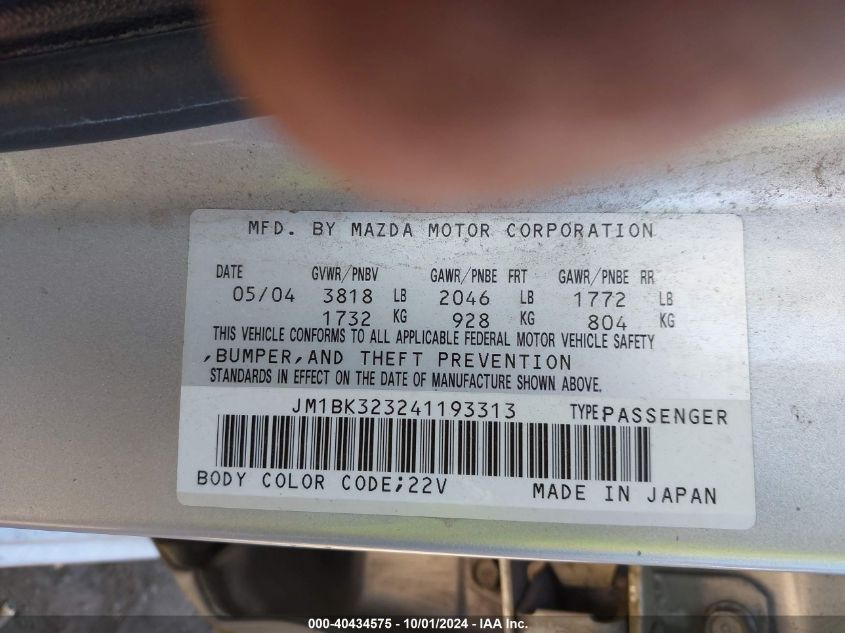 MFD. BY MAZDA MOTOR CORPORATION
DATE GVWR/PNBV GAWR/PNBE FRT GAWR/PNBE RR
05/04 3818 LB 2046 LB 1772 LB
1732 KG 928 KG 804 KG
THIS VEHICLE CONFORMS TO ALL APPLICABLE FEDERAL MOTOR VEHICLE SAFETY
,BUMPER,AND THEFT PREVENTION
STANDARDS IN EFFECT ON THE DATE OF MANUFACTURE SHOWN ABOVE.
JM1BK323241193313 TYPE:PASSENGER
BODY COLOR CODE;22V MADE IN JAPAN
000-40434575 - 10/01/2024 - IAA Inc.